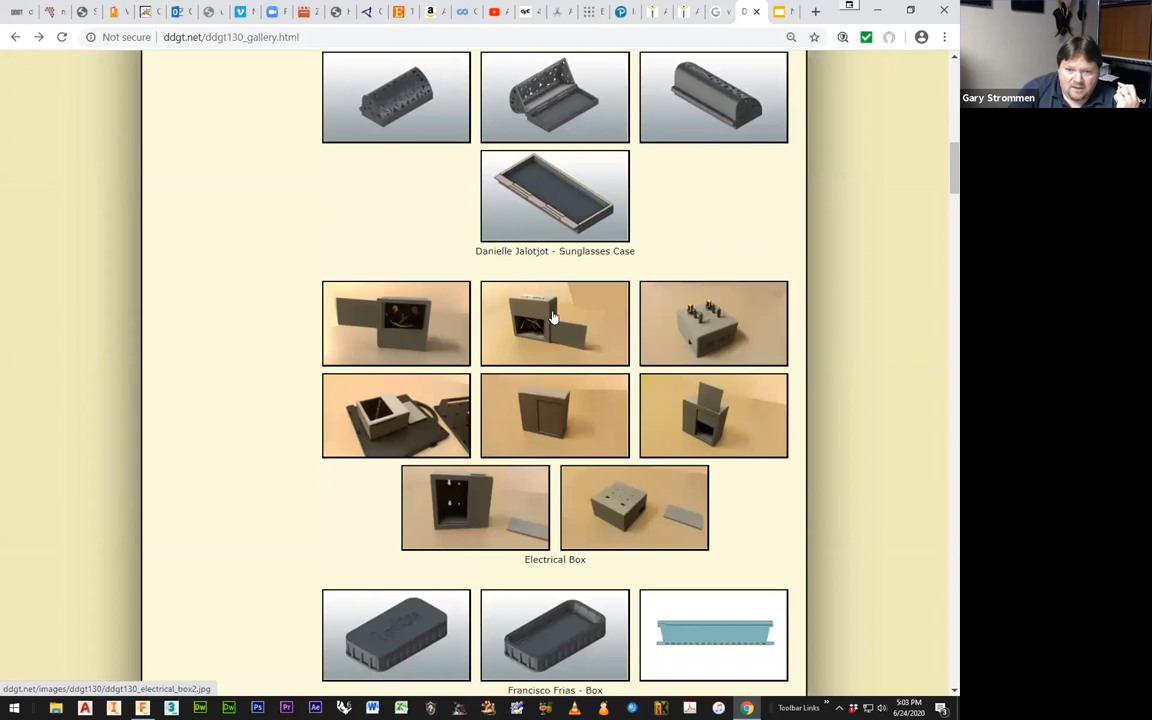 Not secure
ddgt.net/ddgt130_gallery.html
Gary Strommen
Danielle Jalotjot - Sunglasses Case
Electrical Box
Francisco Frias - Box
ddgt.net/images/ddgt130/ddgt130_electrical_box2.jpg
Toolbar Links
5:03 PM
6/24/2020